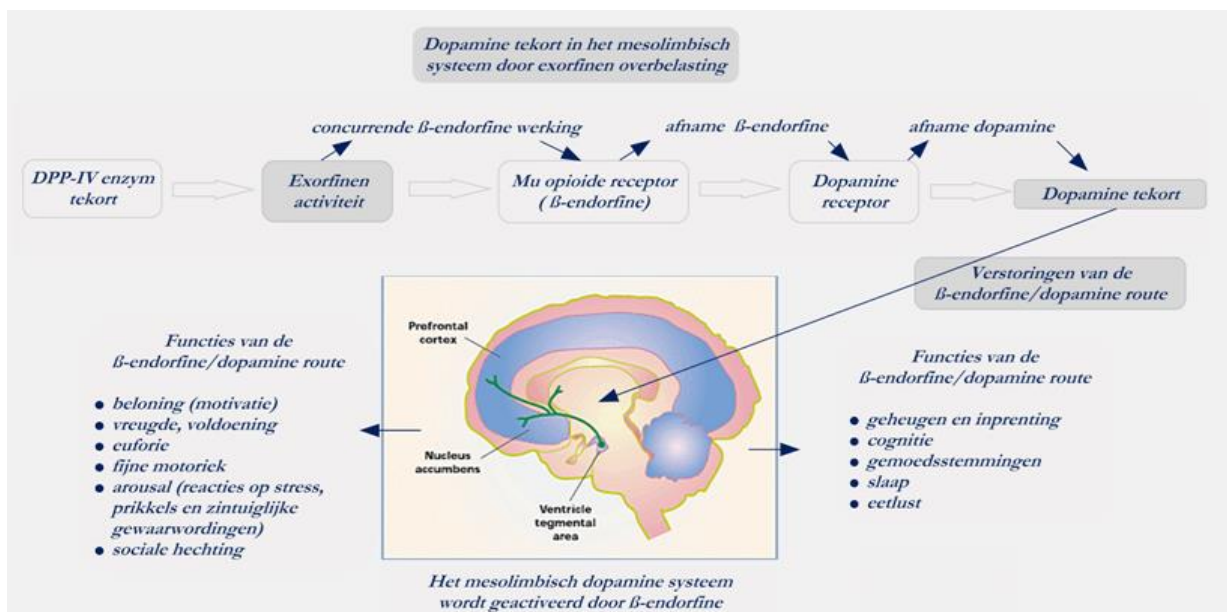 Dopamine tekort in het mesolimbisch
systeem door exorfinen overbelasting
concurrende ß-endorfine werking
afname ß-endorfine
afname dopamine
DPP-IV enzym
tekort
Exorfinen
activiteit
Mu opioide receptor
( ß-endorfine)
Dopamine
receptor
Dopamine tekort
Verstoringen van de
ß-endorfine/dopamine route
Functies van de
ß-endorfine/dopamine route
• beloning (motivatie)
• vreugde, voldoening
• euforie
• fijne motoriek
• arousal (reacties op stress,
prikkels en zintuiglijke
gewaarwordingen)
• sociale hechting
Prefrontal
cortex
Nucleus
accumbens
Ventricle
tegmental
area
Functies van de
ß-endorfine/dopamine route
• geheugen en inprenting
• cognitie
• gemoedsstemmingen
• slaap
• eetlust
Het mesolimbisch dopamine systeem
wordt geactiveerd door ß-endorfine